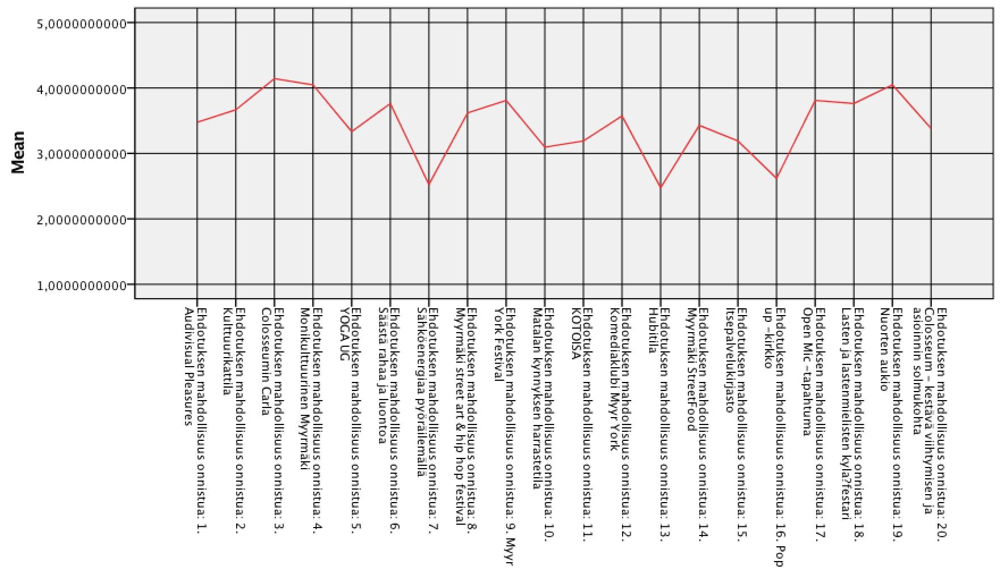 5,00000000000
4,00000000000
3,00000000000
2,00000000000
1,00000000000
Mean
Ehdotuksen mahdollisuus onnistua: 1.
Audivisual Pleasures
Ehdotuksen mahdollisuus onnistua: 2.
Kulttuurikattila
Ehdotuksen mahdollisuus onnistua: 3.
Colosseumin Carla
Ehdotuksen mahdollisuus onnistua: 4.
Monikulttuurinen Myyrmäki
Ehdotuksen mahdollisuus onnistua: 5.
YOGA UG
Ehdotuksen mahdollisuus onnistua: 6.
Säästä rahaa ja luontoa
Ehdotuksen mahdollisuus onnistua: 7.
Sähköenergiaa pyöräilemällä
Ehdotuksen mahdollisuus onnistua: 8.
Myyrmäki street art & hip hop festival
Ehdotuksen mahdollisuus onnistua: 9. Myyr
York Festival
Ehdotuksen mahdollisuus onnistua: 10.
Matalan kynnyksen harrastetila
Ehdotuksen mahdollisuus onnistua: 11.
KOTOISA
Ehdotuksen mahdollisuus onnistua: 12.
Komediaklubi Myyr York
Ehdotuksen mahdollisuus onnistua: 13.
Hubitila
Ehdotuksen mahdollisuus onnistua: 14.
Myyrmäki StreetFood
Ehdotuksen mahdollisuus onnistua: 15.
Itsepalvelukirjasto
Ehdotuksen mahdollisuus onnistua: 16. Pop
up –kirkko
Ehdotuksen mahdollisuus onnistua: 17.
Open Mic –tapahtuma
Ehdotuksen mahdollisuus onnistua: 18.
Lasten ja lastenmielisten kyla?festari
Ehdotuksen mahdollisuus onnistua: 19.
Nuorten aukio
Ehdotuksen mahdollisuus onnistua: 20.
Colosseum – kestävä viihtymisen ja
asioinnin solmukohta